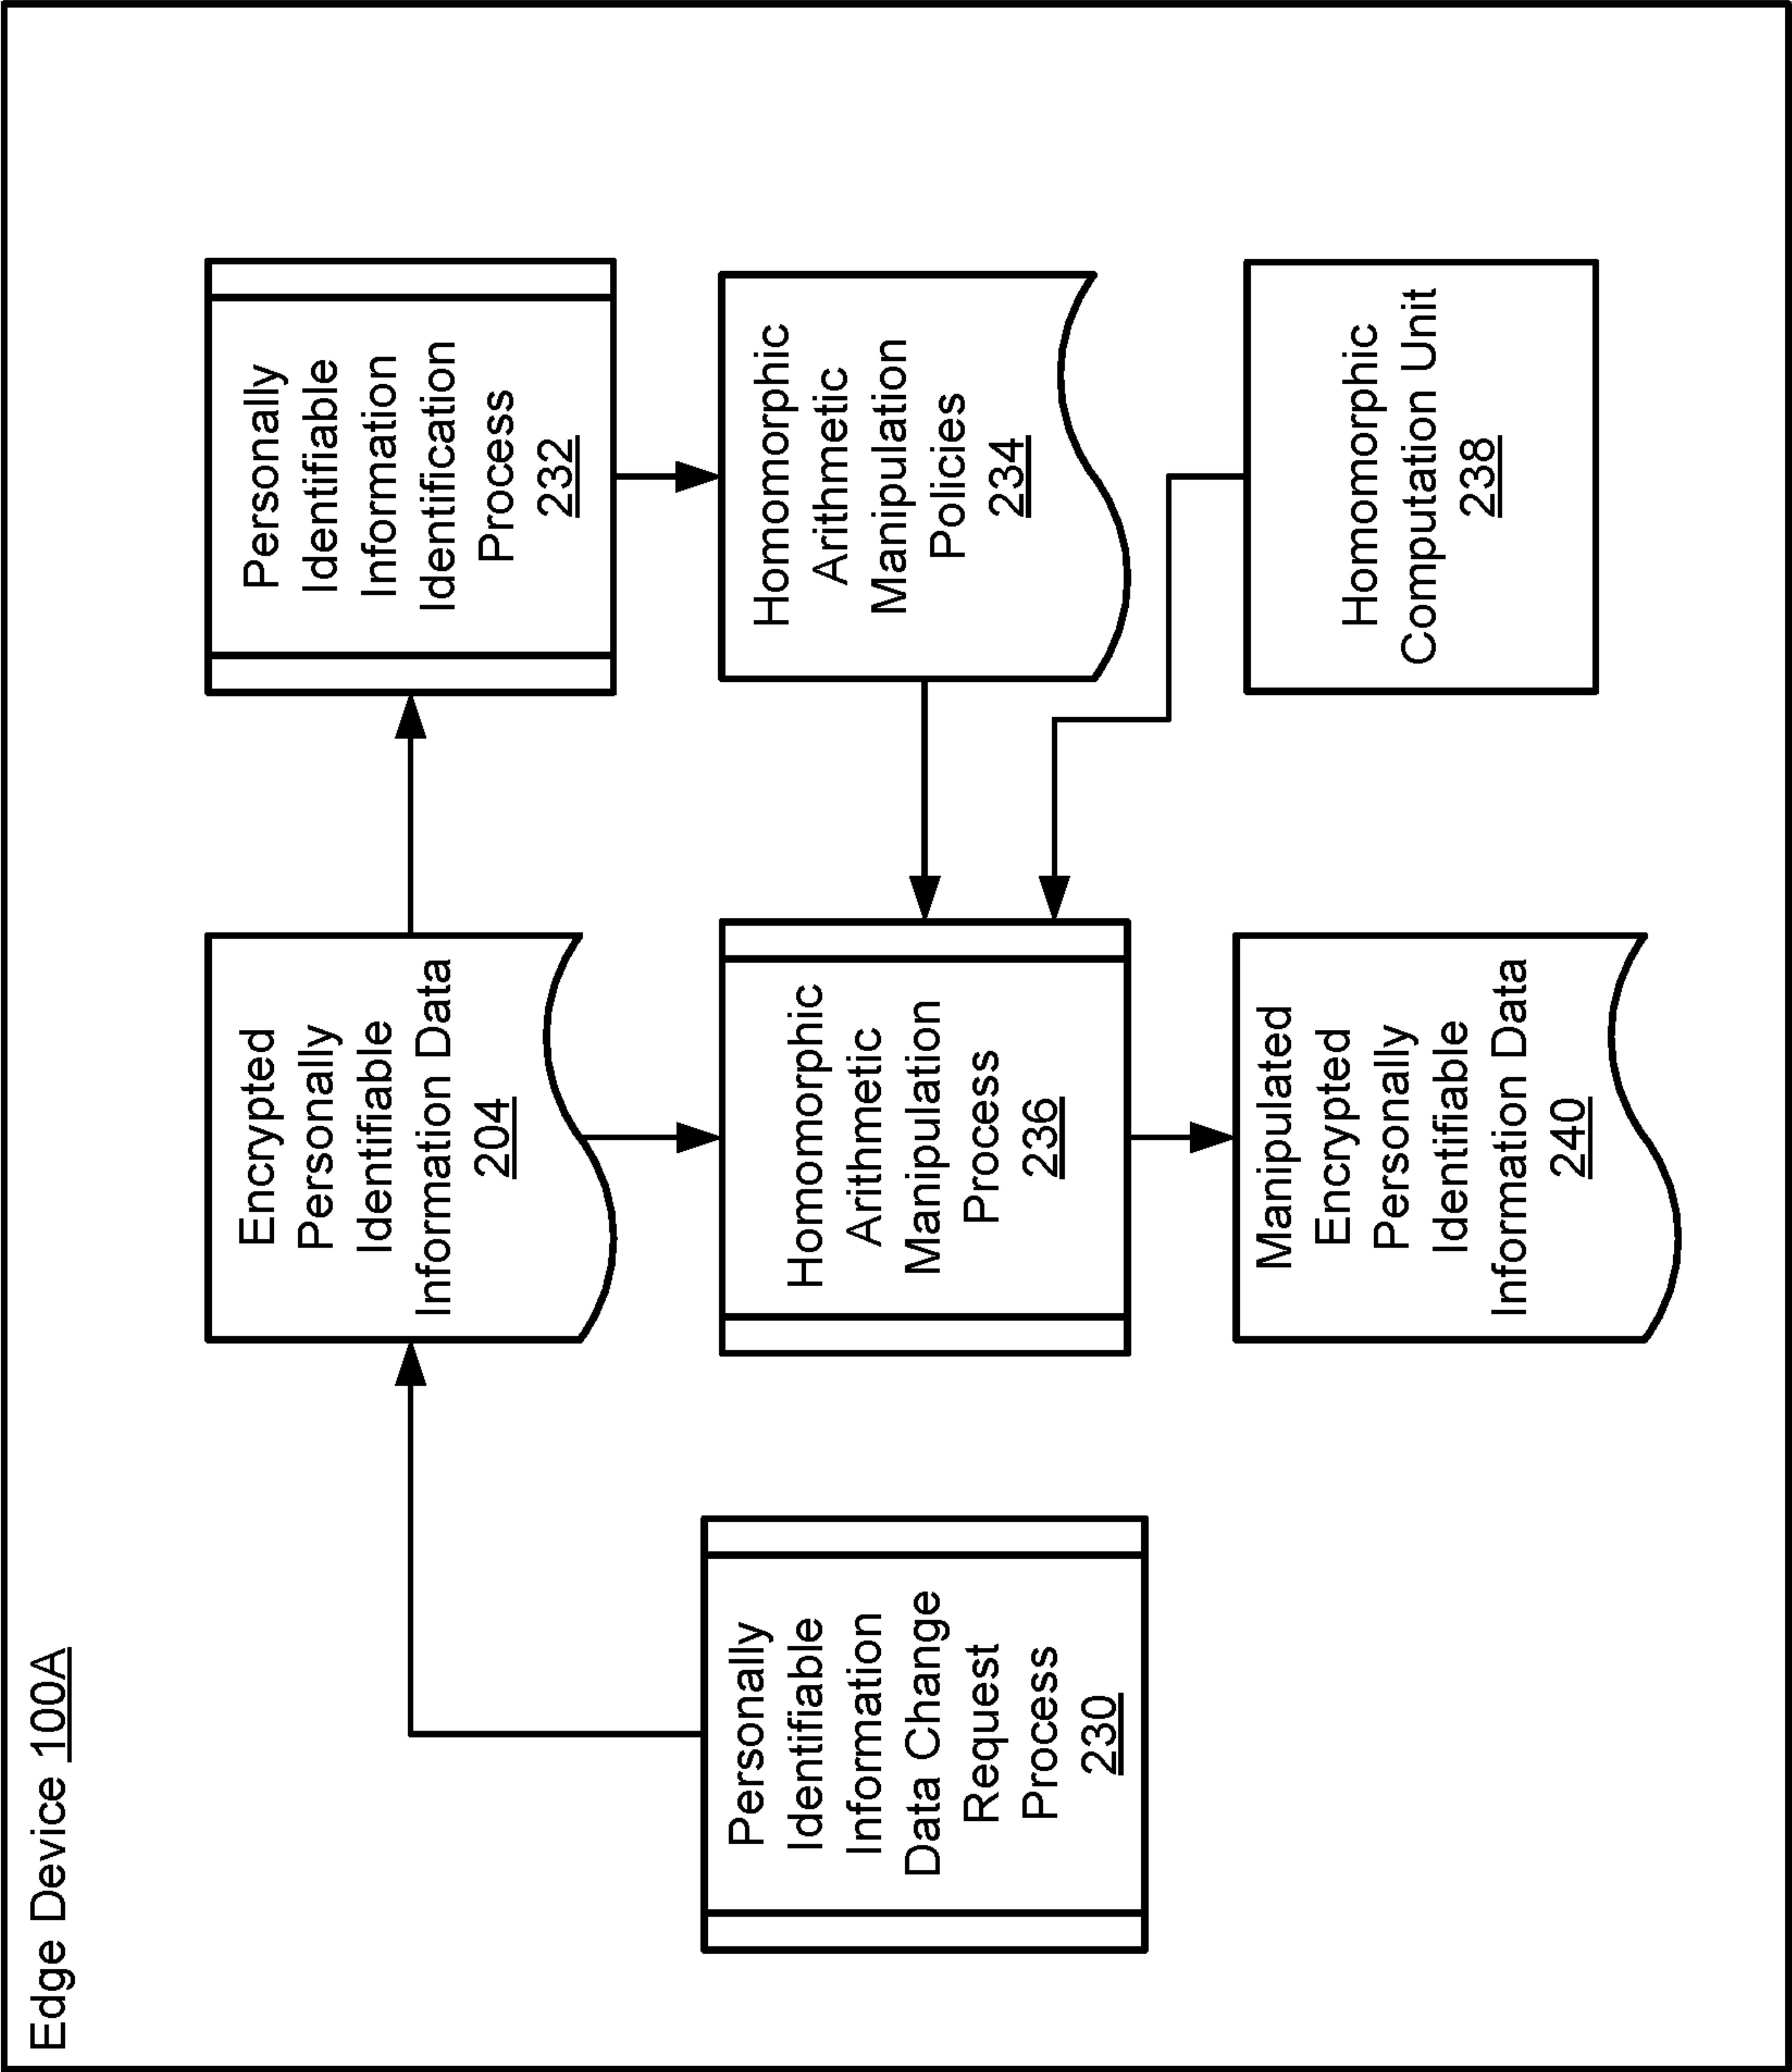 Edge Device 100A
Personally
Identifiable
Information
Data Change
Request
Process
230
Encrypted
Personally
Identifiable
Information Data
204
Personally
Identifiable
Information
Identification
Process
232
Homomorphic
Arithmetic
Manipulation
Process
236
Homomorphic
Arithmetic
Manipulation
Policies
234
Manipulated
Encrypted
Personally
Identifiable
Information Data
240
Homomorphic
Computation Unit
238